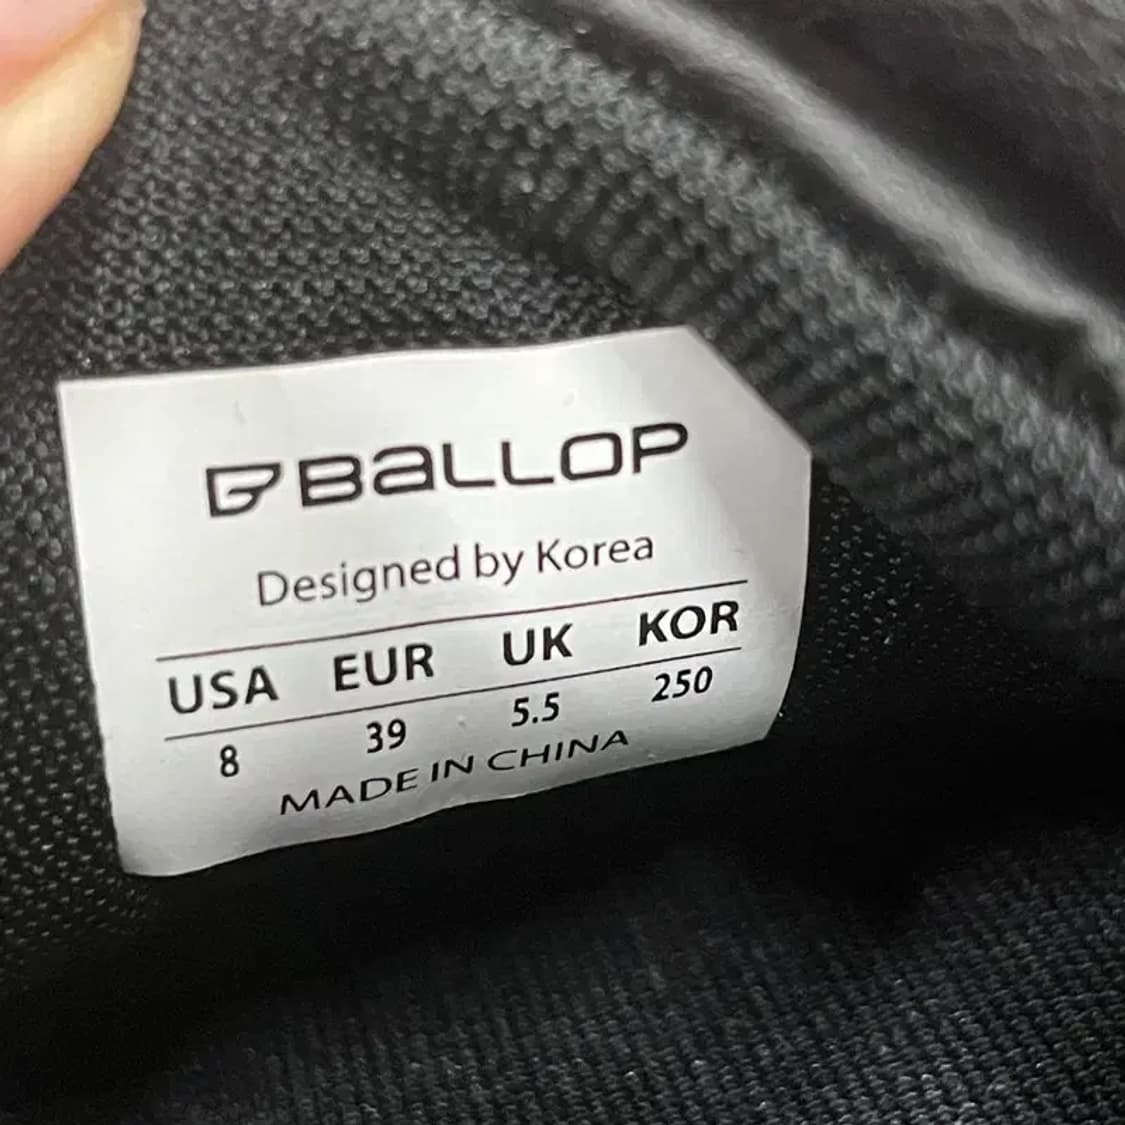 BaLLOP
Designed by Korea
USA EUR UK KOR
8 39 5.5 250
MADE IN CHINA